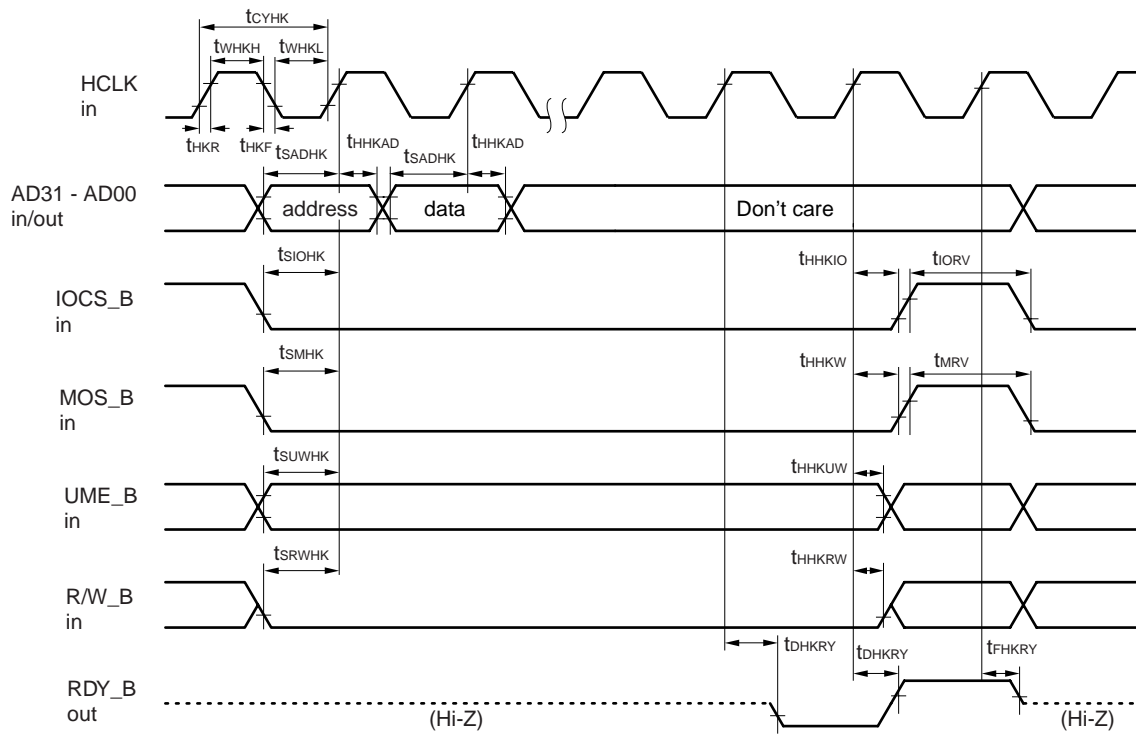 tCYHK
tWHKH tWHKL
HCLK
in
tHKR tHKF tSADHK tHHKAD tSADHK tHHKAD
AD31 - AD00
in/out
address data Don't care
tSIOHK tHHKIO tIORV
IOCS_B
in
tSMHK tHHKW tMRV
MOS_B
in
tSUWHK tHHKUW
UME_B
in
tSRWHK tHHKRW
R/W_B
in
tDHKRY tDHKRY tFHKRY
RDY_B
out
(Hi-Z) (Hi-Z)